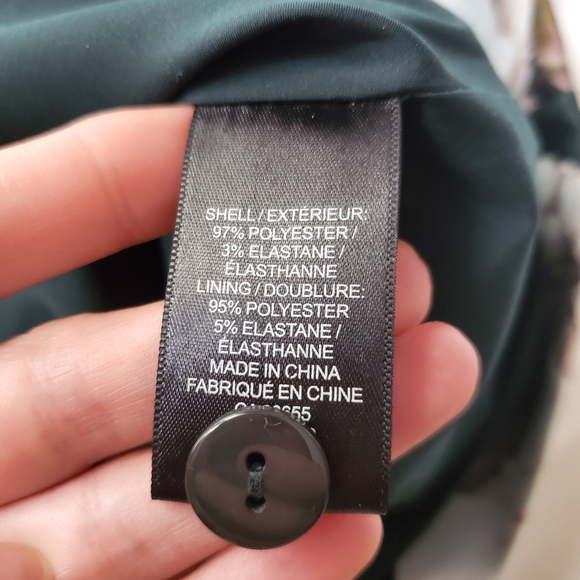 SHELL / EXTÉRIEUR:
97% POLYESTER /
3% ELASTANE /
ÉLASTHANNE
LINING / DOUBLURE:
95% POLYESTER
5% ELASTANE /
ÉLASTHANNE
MADE IN CHINA
FABRIQUÉ EN CHINE